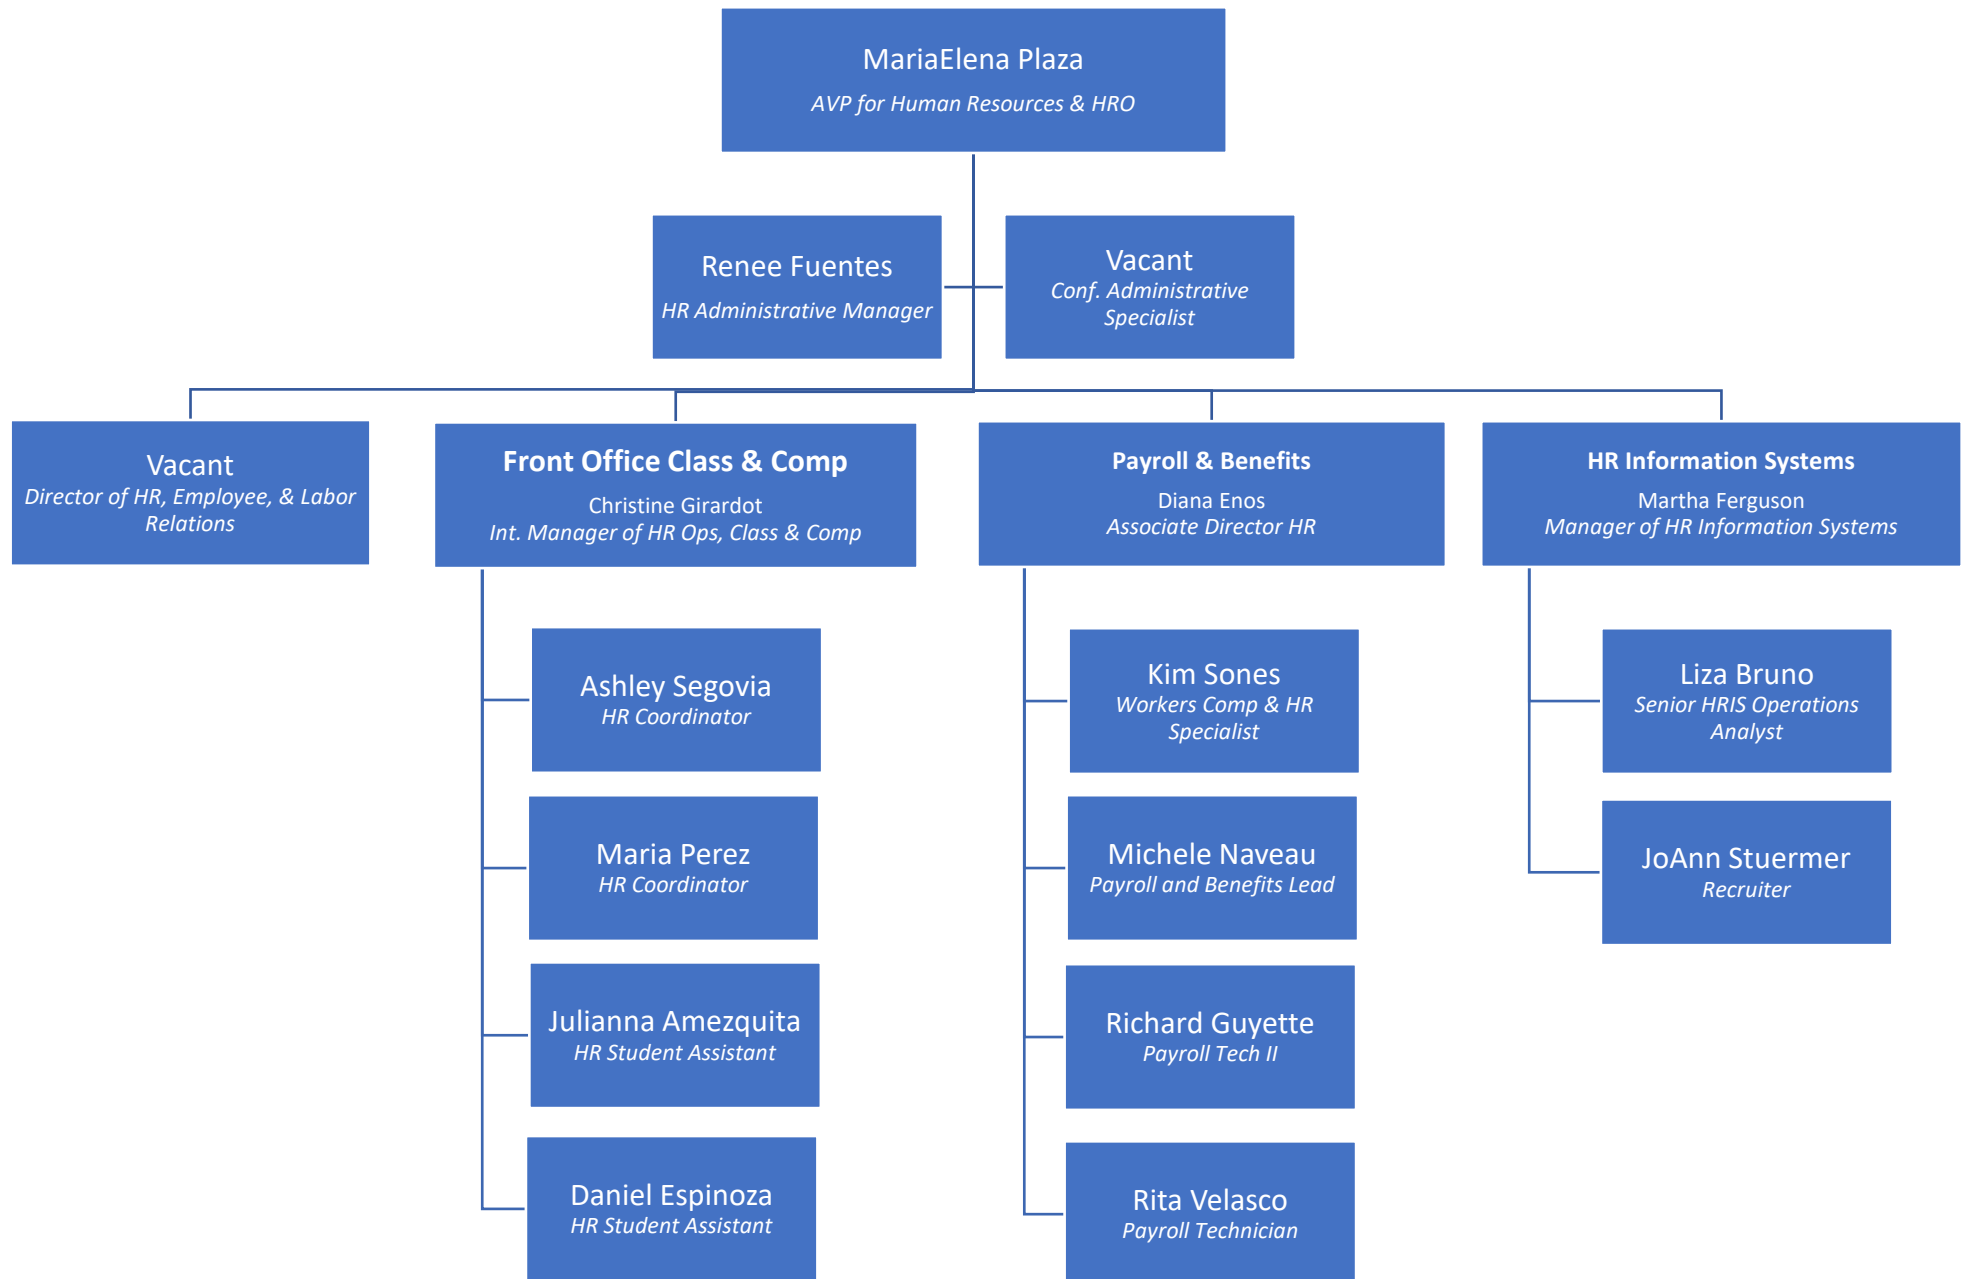 MariaElena Plaza
AVP for Human Resources & HRO
Renee Fuentes
HR Administrative Manager
Vacant
Conf. Administrative
Specialist
Vacant
Director of HR, Employee, & Labor
Relations
Front Office Class & Comp
Christine Girardot
Int. Manager of HR Ops, Class & Comp
Payroll & Benefits
Diana Enos
Associate Director HR
HR Information Systems
Martha Ferguson
Manager of HR Information Systems
Ashley Segovia
HR Coordinator
Maria Perez
HR Coordinator
Julianna Amezquita
HR Student Assistant
Daniel Espinoza
HR Student Assistant
Kim Sones
Workers Comp & HR
Specialist
Michele Naveau
Payroll and Benefits Lead
Richard Guyette
Payroll Tech II
Rita Velasco
Payroll Technician
Liza Bruno
Senior HRIS Operations
Analyst
JoAnn Stuermer
Recruiter